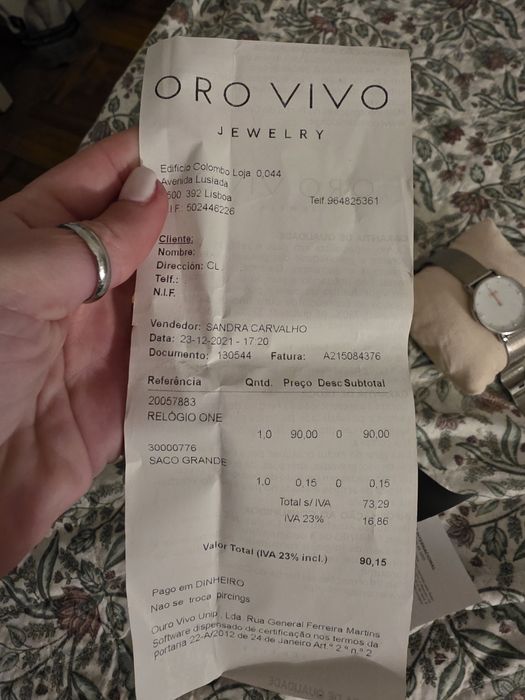 ORO VIVO
JEWELRY
Edifício Colombo Loja 0,044
Avenida Lusiada
500 392 Lisboa
Telf.964825361
I.F: 502446226
Cliente:
Nombre:
Dirección: CL
Telf.:
N.I.F.
Vendedor: SANDRA CARVALHO
Data: 23-12-2021 - 17:20
Documento: 130544 Fatura: A215084376
Referência Qntd. Preço Desc Subtotal
20057883
RELÓGIO ONE
1,0 90,00 0 90,00
30000776
SACO GRANDE
1,0 0,15 0 0,15
Total s/ IVA 73,29
IVA 23% 16,86
Valor Total (IVA 23% incl.) 90,15
Pago em DINHEIRO
Nao se troca pircings
Ouro Vivo Unip. Lda Rua General Ferreira Martins
Software dispensado de certificação nos termos da
Portaria 22-A/2012 de 24 de Janeiro Art.º 2 º n.º 2